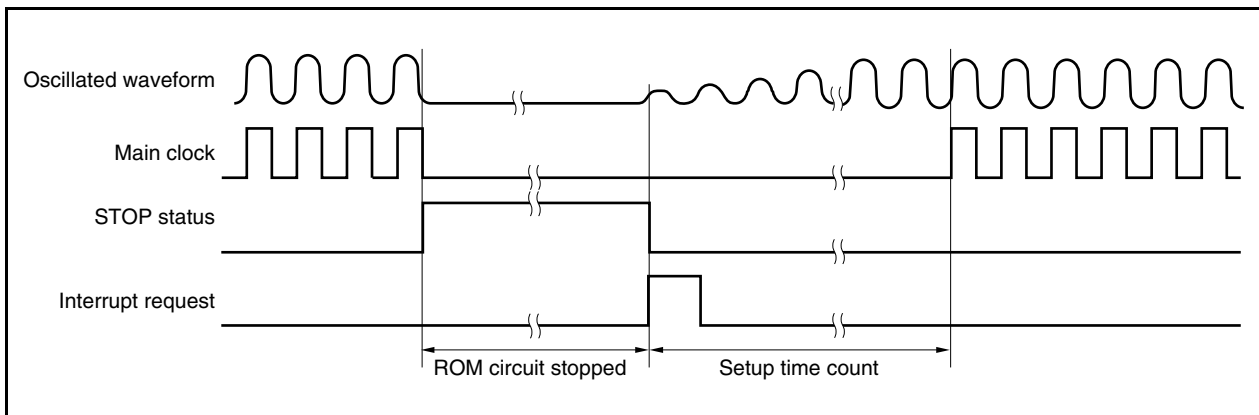 Oscillated waveform
Main clock
STOP status
Interrupt request
ROM circuit stopped
Setup time count